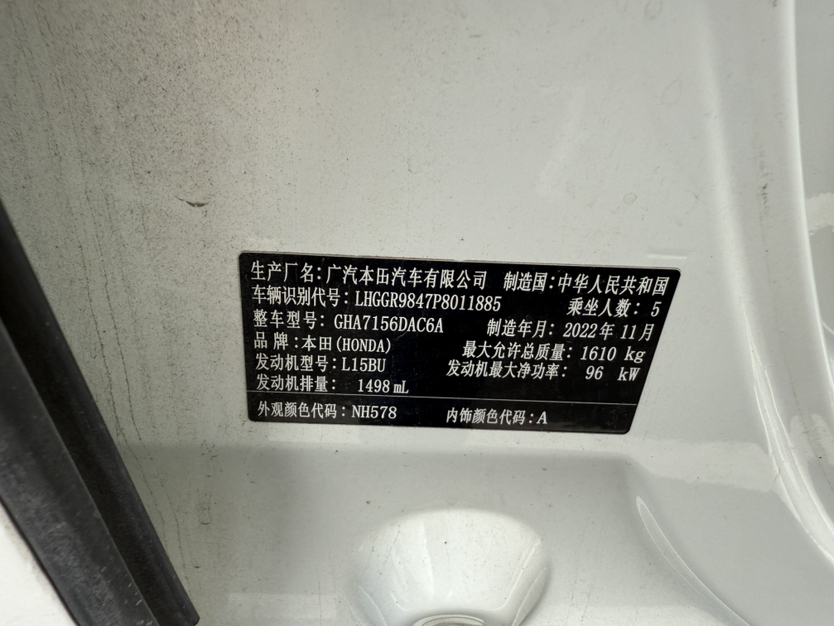 生产厂名：广汽本田汽车有限公司 制造国：中华人民共和国
车辆识别代号：LHGGR9847P8011885 乘坐人数：5
整车型号：GHA7156DAC6A 制造年月：2022年11月
品牌：本田(HONDA) 最大允许总质量：1610 kg
发动机型号：L15BU 发动机最大净功率：96 kW
发动机排量：1498 mL
外观颜色代码：NH578 内饰颜色代码：A